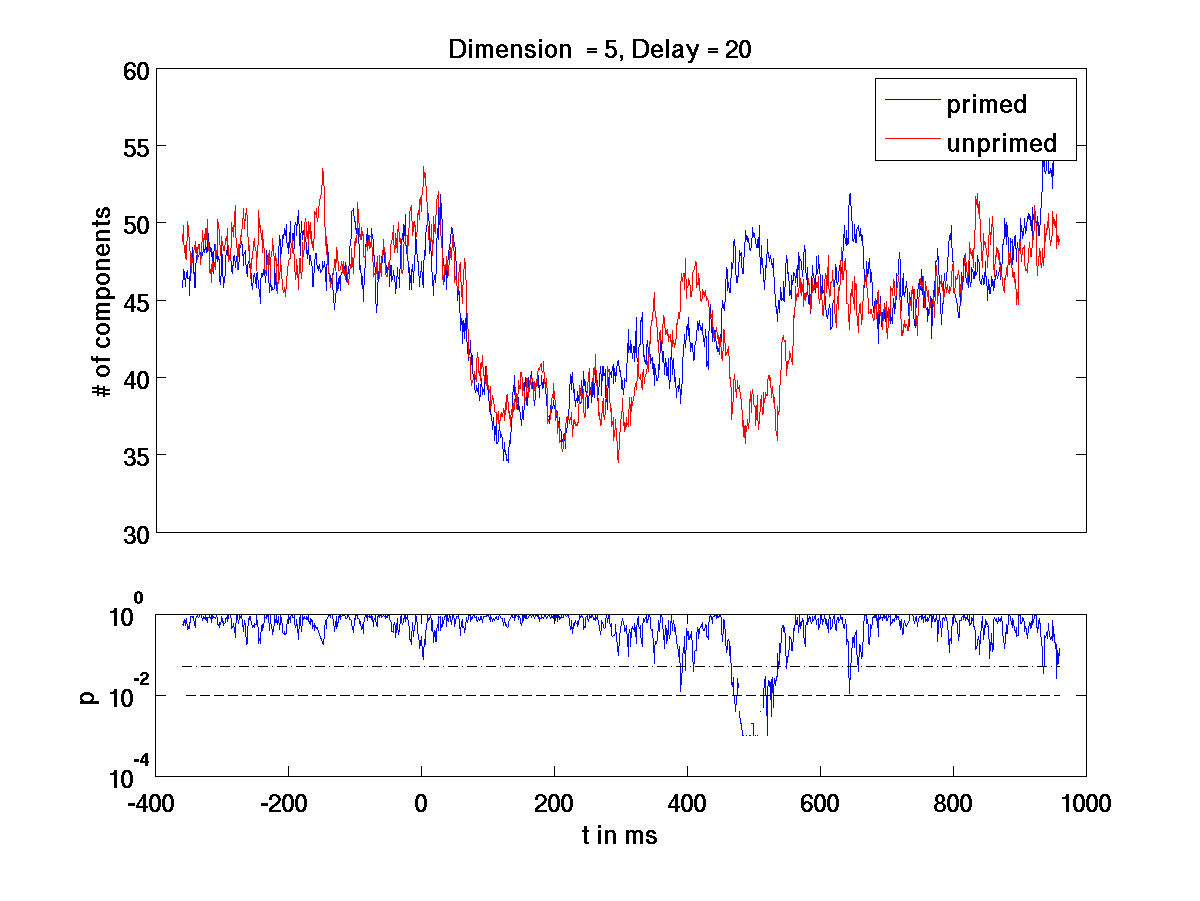 Dimension = 5, Delay = 20
60
primed
unprimed
55
50
45
40
35
30
# of components
10^0
10^-2
10^-4
p
-400 -200 0 200 400 600 800 1000
t in ms